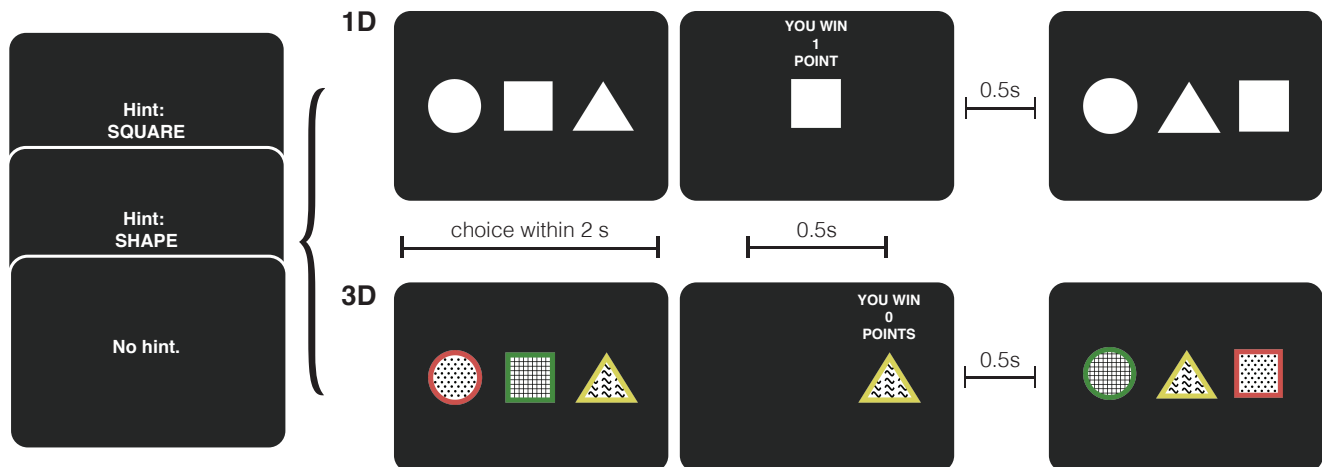 Hint:
SQUARE
Hint:
SHAPE
No hint.
1D
YOU WIN
1
POINT
0.5s
choice within 2 s
0.5s
3D
YOU WIN
0
POINTS
0.5s